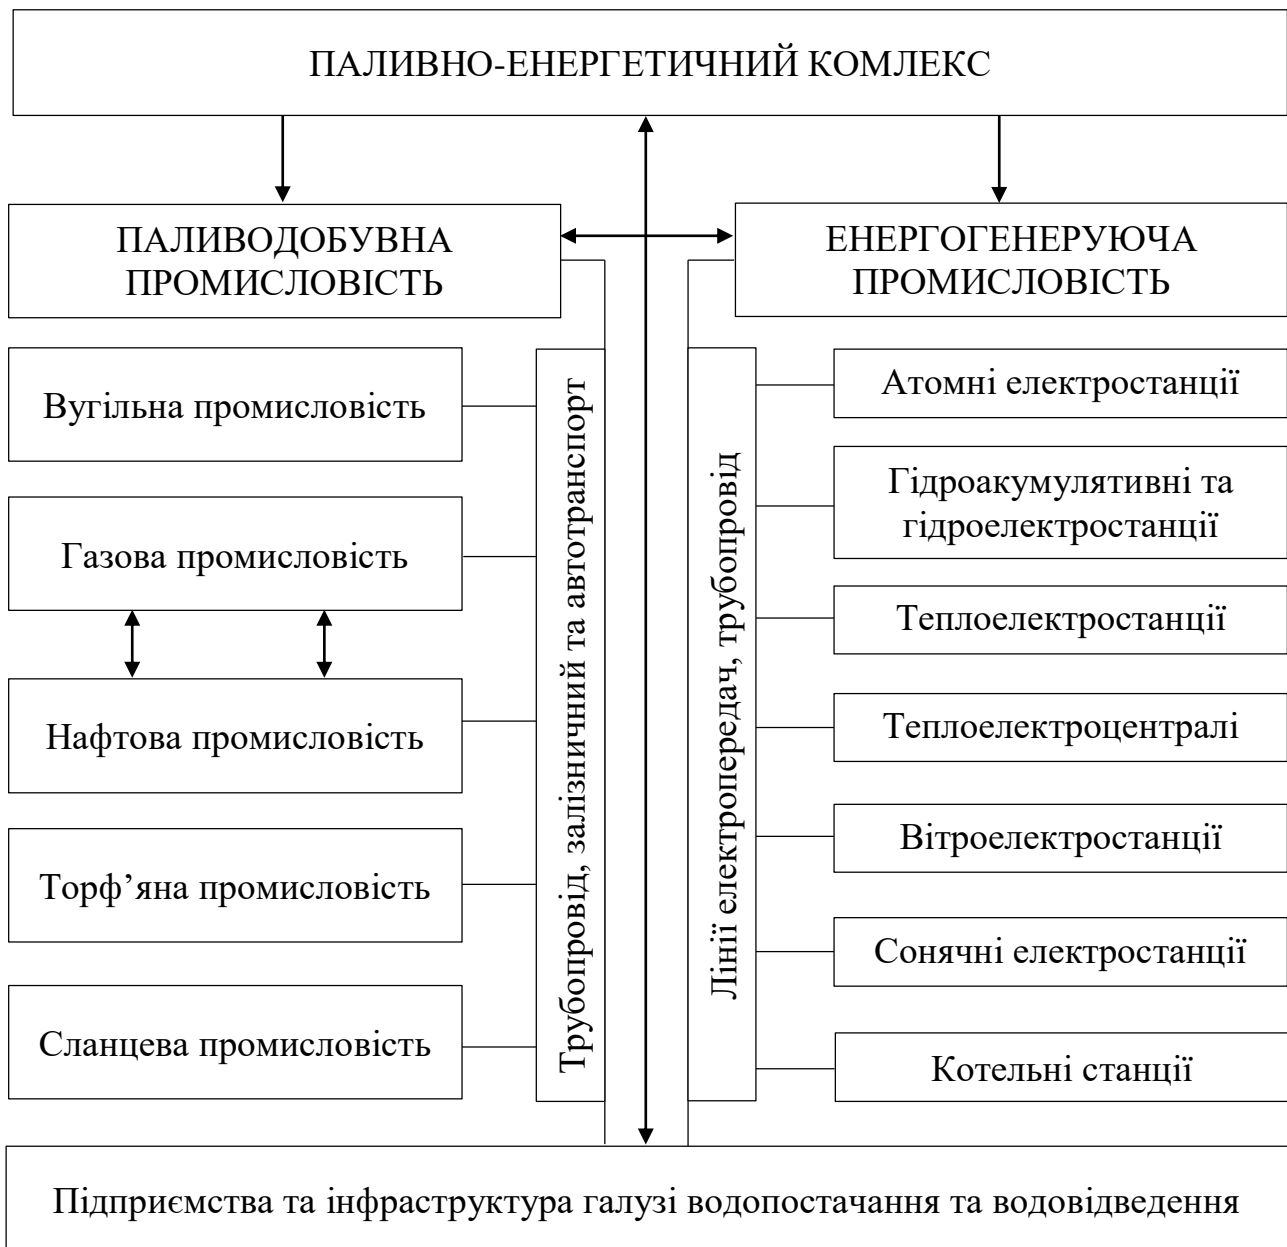 ПАЛИВНО-ЕНЕРГЕТИЧНИЙ КОМЛЕКС
ПАЛИВОДОБУВНА
ПРОМИСЛОВІСТЬ
ЕНЕРГОГЕНЕРУЮЧА
ПРОМИСЛОВІСТЬ
Вугільна промисловість
Газова промисловість
Нафтова промисловість
Торф’яна промисловість
Сланцева промисловість
Трубопровід, залізничний та автотранспорт
Лінії електропередач, трубопровід
Атомні електростанції
Гідроакумулятивні та
гідроелектростанції
Теплоелектростанції
Теплоелектроцентралі
Вітроелектростанції
Сонячні електростанції
Котельні станції
Підприємства та інфраструктура галузі водопостачання та водовідведення